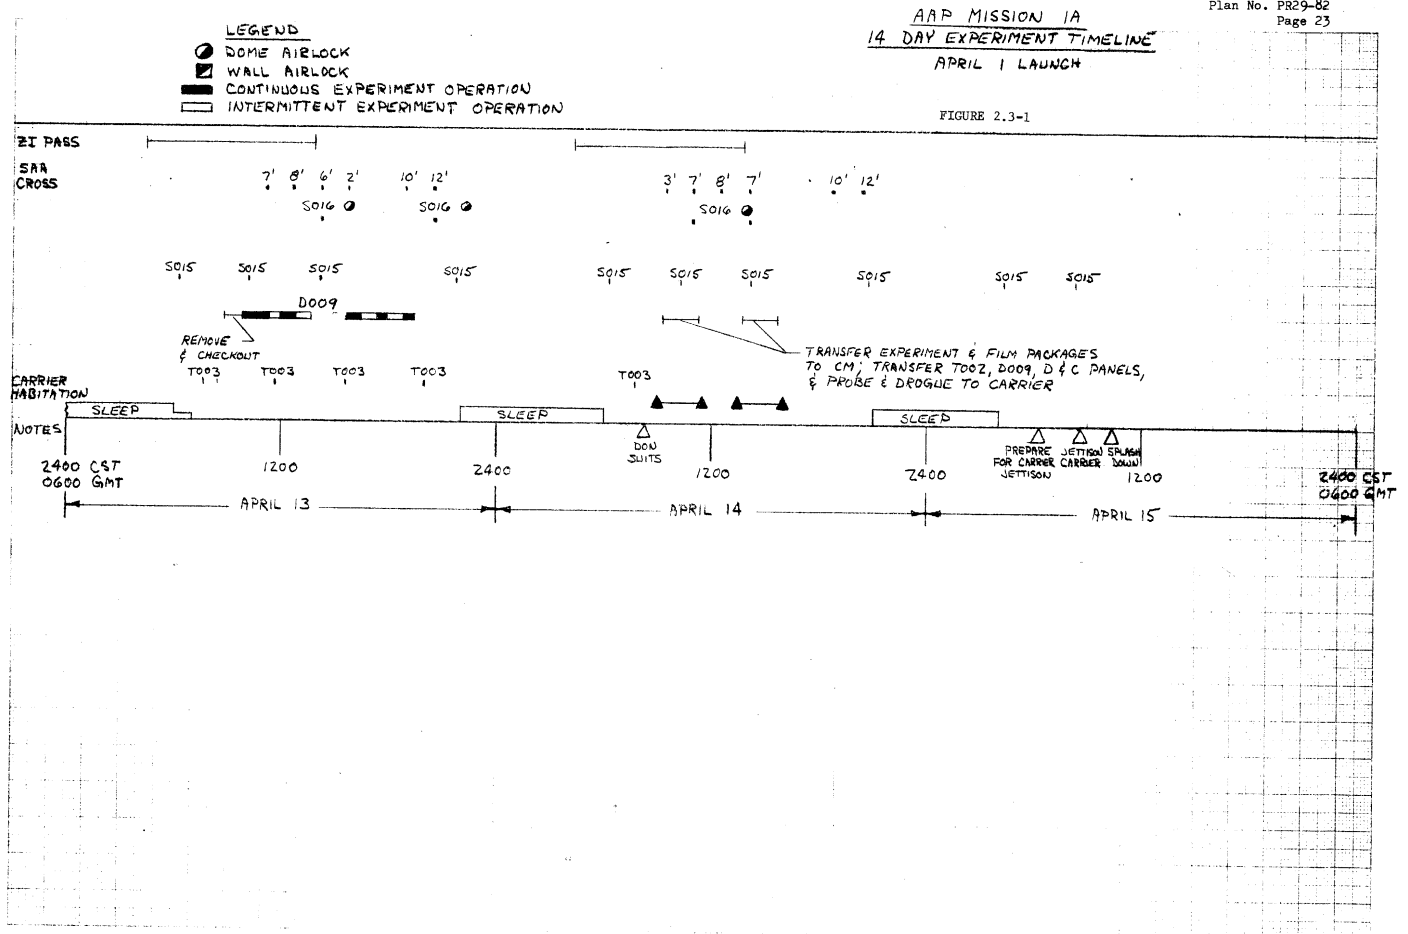 Plan No. PR29-82
Page 23
AAP MISSION 1A
14 DAY EXPERIMENT TIMELINE
APRIL 1 LAUNCH
FIGURE 2.3-1
LEGEND
DOME AIRLOCK
WALL AIRLOCK
CONTINUOUS EXPERIMENT OPERATION
INTERMITTENT EXPERIMENT OPERATION
ZI PASS
SAA
CROSS
7' 8' 6' 2' 10' 12' 3' 7' 8' 7' 10' 12'
S016 S016 S016
S015 S015 S015 S015 S015 S015 S015 S015 S015 S015
D009
REMOVE
& CHECKOUT
TRANSFER EXPERIMENT & FILM PACKAGES
TO CM; TRANSFER T002, D009, D & C PANELS,
& PROBE & DROGUE TO CARRIER
T003 T003 T003 T003 T003
CARRIER
HABITATION
SLEEP SLEEP SLEEP
NOTES
DON
SUITS
PREPARE
FOR CARRIER
JETTISON
JETTISON
CARRIER
SPLASH
DOWN
2400 CST
0600 GMT
1200 2400 1200 2400 1200
2400 CST
0600 GMT
APRIL 13 APRIL 14 APRIL 15